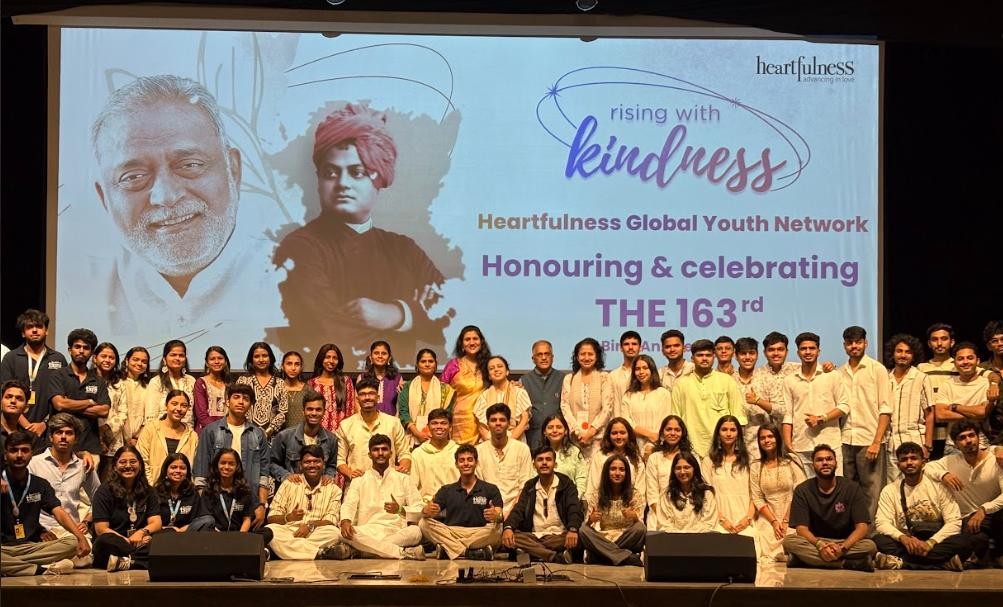 heartfulness
advancing in love
rising with
kindness
Heartfulness Global Youth Network
Honouring & celebrating
THE 163rd